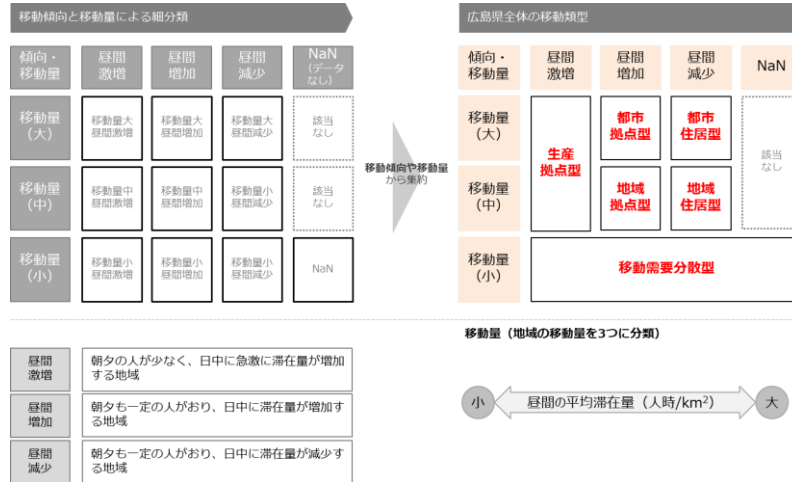 移動傾向と移動量による細分類
傾向・
移動量
昼間
激増
昼間
増加
昼間
減少
NaN
(データ
なし)
移動量
(大)
移動量大
昼間激増
移動量大
昼間増加
移動量大
昼間減少
該当
なし
移動量
(中)
移動量中
昼間激増
移動量中
昼間増加
移動量小
昼間減少
該当
なし
移動量
(小)
移動量小
昼間激増
移動量小
昼間増加
移動量小
昼間減少
NaN
移動傾向や移動量
から集約
広島県全体の移動類型
傾向・
移動量
昼間
激増
昼間
増加
昼間
減少
NaN
移動量
(大)
生産
拠点型
都市
拠点型
都市
住居型
該当
なし
移動量
(中)
地域
拠点型
地域
住居型
移動量
(小)
移動需要分散型
昼間
激増
朝夕の人が少なく、日中に急激に滞在量が増加
する地域
昼間
増加
朝夕も一定の人がおり、日中に滞在量が増加す
る地域
昼間
減少
朝夕も一定の人がおり、日中に滞在量が減少す
る地域
移動量（地域の移動量を3つに分類）
小
昼間の平均滞在量（人時/km²）
大